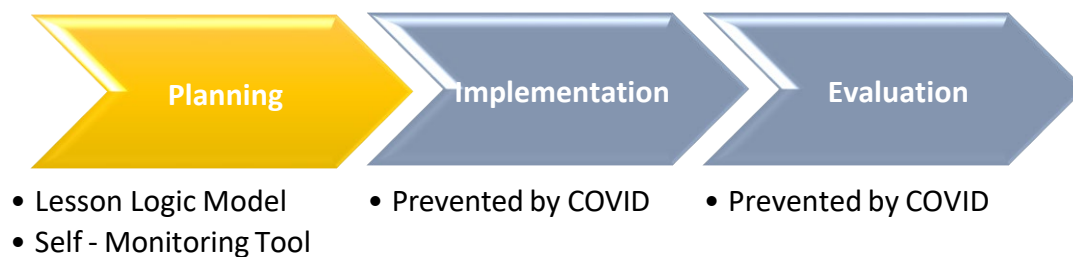 Planning
Implementation
Evaluation
• Lesson Logic Model
• Self - Monitoring Tool
• Prevented by COVID
• Prevented by COVID